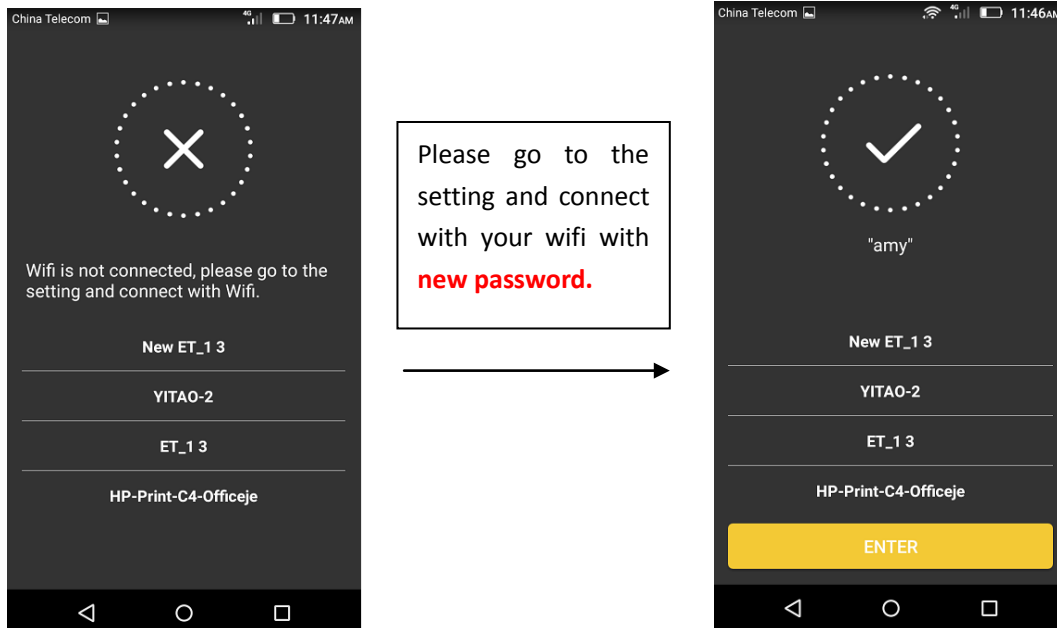 China Telecom 4G 11:47AM
Wifi is not connected, please go to the
setting and connect with Wifi.
New ET_1 3
YITAO-2
ET_1 3
HP-Print-C4-Officeje
Please go to the
setting and connect
with your wifi with
new password.
China Telecom 4G 11:46AM
"amy"
New ET_1 3
YITAO-2
ET_1 3
HP-Print-C4-Officeje
ENTER